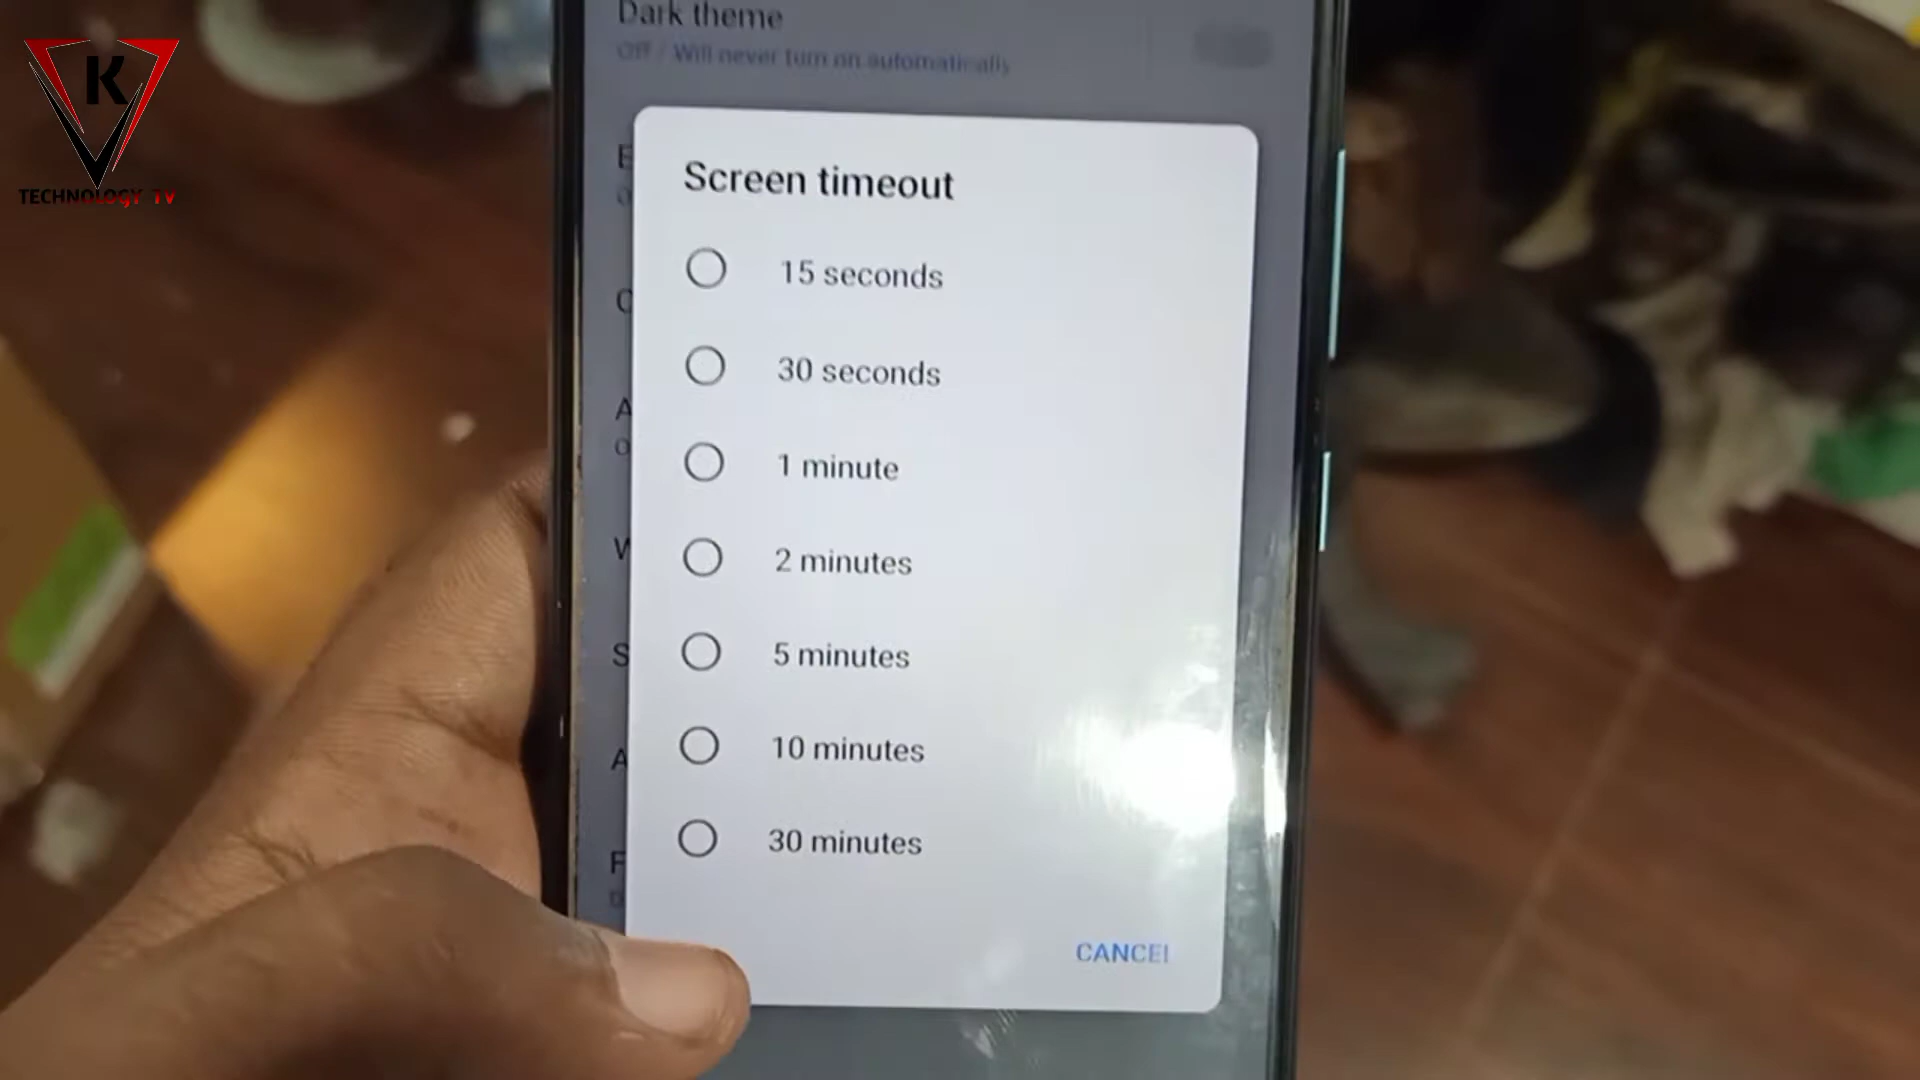 K
TECHNOLOGY TV
Dark theme
Off / Will never turn on automatically
Screen timeout
15 seconds
30 seconds
1 minute
2 minutes
5 minutes
10 minutes
30 minutes
CANCEL